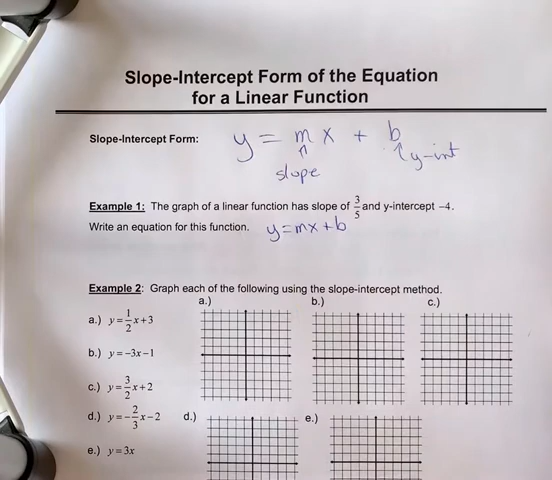 Slope-Intercept Form of the Equation
for a Linear Function
Slope-Intercept Form: y = mx + b
↑ slope ↑ y-int
Example 1: The graph of a linear function has slope of 3/5 and y-intercept –4.
Write an equation for this function. y=mx+b
Example 2: Graph each of the following using the slope-intercept method.
a.) b.) c.)
a.) y=1/2x+3
b.) y=–3x–1
c.) y=3/2x+2
d.) y=–2/3x–2 d.) e.)
e.) y=3x